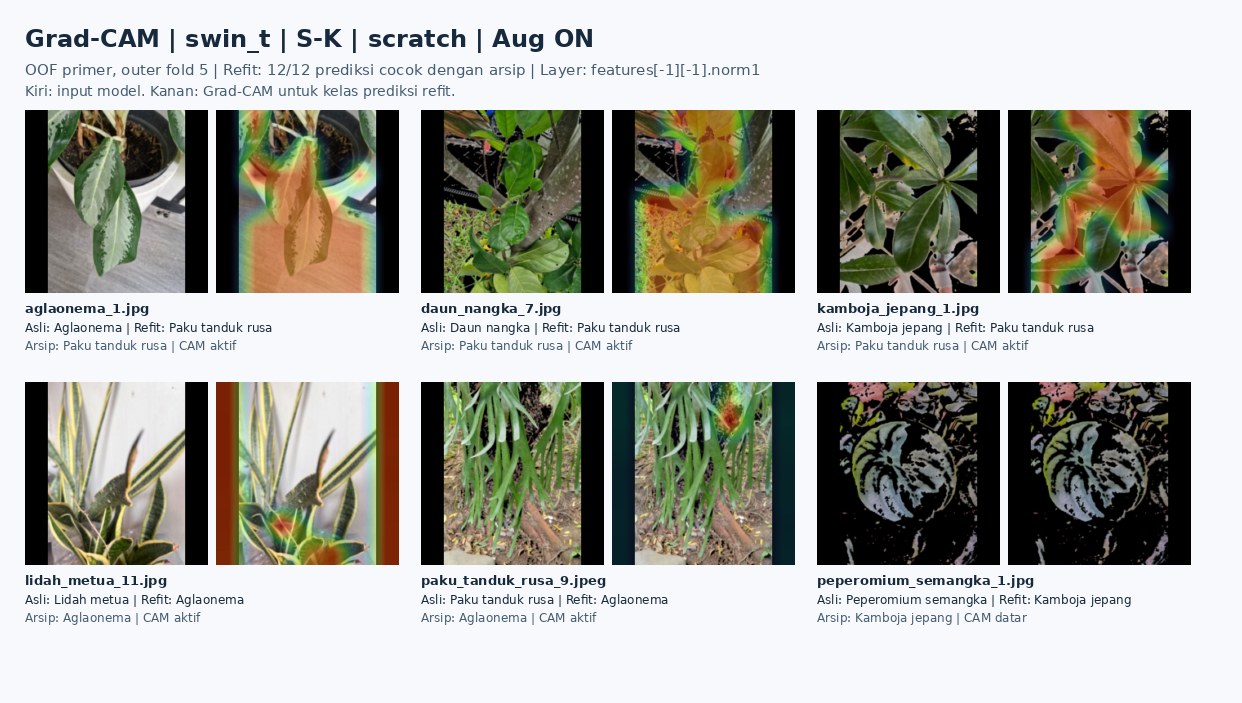 Grad-CAM | swin_t | S-K | scratch | Aug ON
OOF primer, outer fold 5 | Refit: 12/12 prediksi cocok dengan arsip | Layer: features[-1][-1].norm1
Kiri: input model. Kanan: Grad-CAM untuk kelas prediksi refit.
aglaonema_1.jpg
Asli: Aglaonema | Refit: Paku tanduk rusa
Arsip: Paku tanduk rusa | CAM aktif
daun_nangka_7.jpg
Asli: Daun nangka | Refit: Paku tanduk rusa
Arsip: Paku tanduk rusa | CAM aktif
kamboja_jepang_1.jpg
Asli: Kamboja jepang | Refit: Paku tanduk rusa
Arsip: Paku tanduk rusa | CAM aktif
lidah_metua_11.jpg
Asli: Lidah metua | Refit: Aglaonema
Arsip: Aglaonema | CAM aktif
paku_tanduk_rusa_9.jpeg
Asli: Paku tanduk rusa | Refit: Aglaonema
Arsip: Aglaonema | CAM aktif
peperomium_semangka_1.jpg
Asli: Peperomium semangka | Refit: Kamboja jepang
Arsip: Kamboja jepang | CAM datar